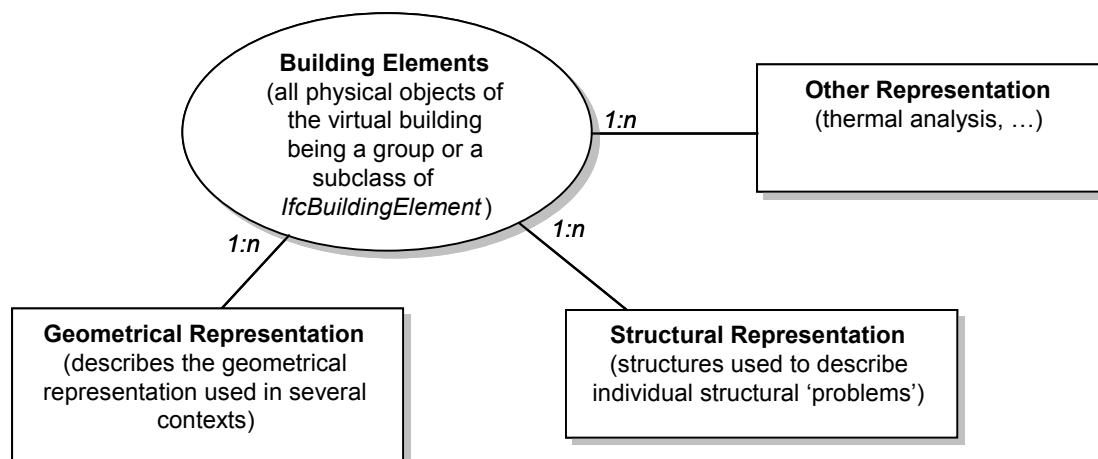 Building Elements
(all physical objects of
the virtual building
being a group or a
subclass of
IfcBuildingElement)
1:n
Other Representation
(thermal analysis, …)
1:n
1:n
Geometrical Representation
(describes the geometrical
representation used in several
contexts)
Structural Representation
(structures used to describe
individual structural ‘problems’)